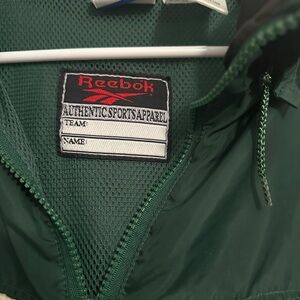 Reebok
AUTHENTIC SPORTS APPAREL
TEAM:
NAME: